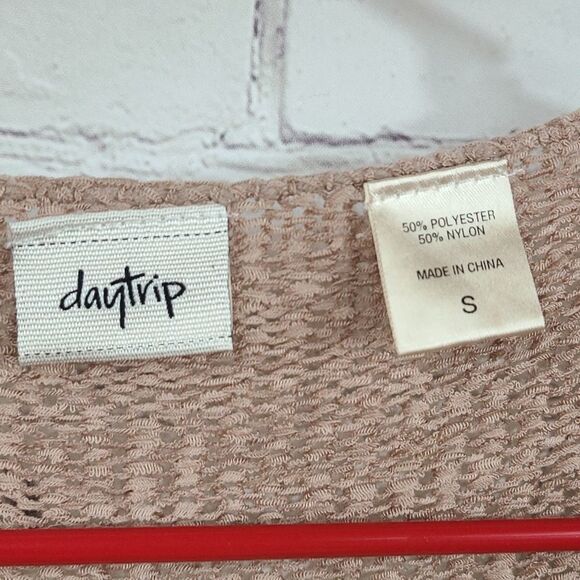 daytrip
50% POLYESTER
50% NYLON
MADE IN CHINA
S